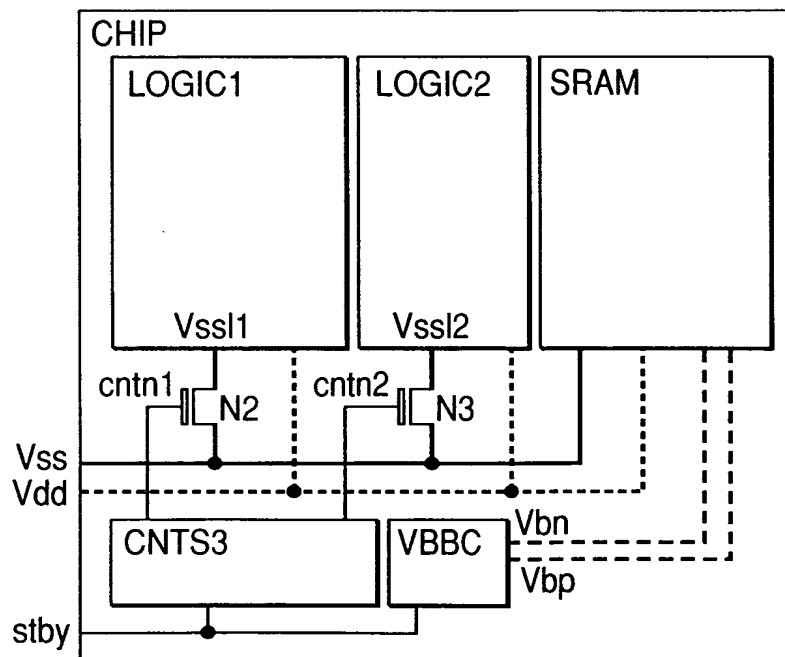 CHIP
LOGIC1
LOGIC2
SRAM
Vssl1
Vssl2
cntn1
N2
cntn2
N3
Vss
Vdd
CNTS3
VBBC
Vbn
Vbp
stby